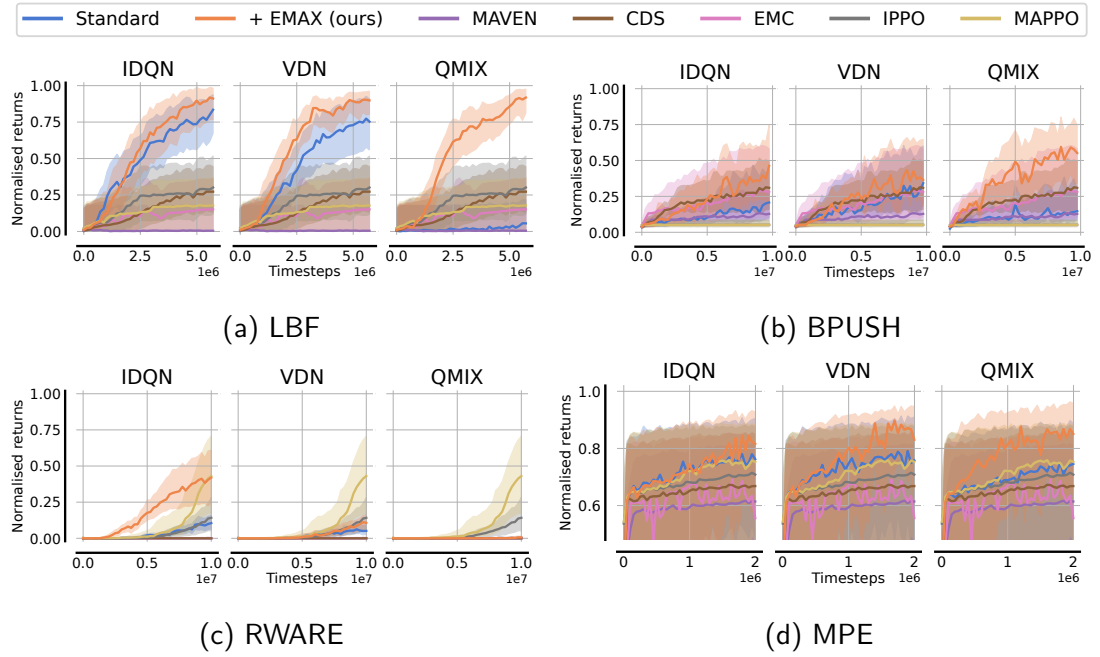 Standard + EMAX (ours) MAVEN CDS EMC IPPO MAPPO
IDQN VDN QMIX
Normalised returns
1.00
0.75
0.50
0.25
0.00
0.0 2.5 5.0 0.0 2.5 5.0 0.0 2.5 5.0
1e6 Timesteps 1e6 1e6
(a) LBF
IDQN VDN QMIX
Normalised returns
1.00
0.75
0.50
0.25
0.00
0.0 0.5 1.0 0.0 0.5 1.0 0.0 0.5 1.0
1e7 Timesteps 1e7 1e7
(b) BPUSH
IDQN VDN QMIX
Normalised returns
1.00
0.75
0.50
0.25
0.00
0.0 0.5 1.0 0.0 0.5 1.0 0.0 0.5 1.0
1e7 Timesteps 1e7 1e7
(c) RWARE
IDQN VDN QMIX
Normalised returns
1.0
0.8
0.6
0 1 2 0 1 2 0 1 2
1e6 Timesteps 1e6 1e6
(d) MPE